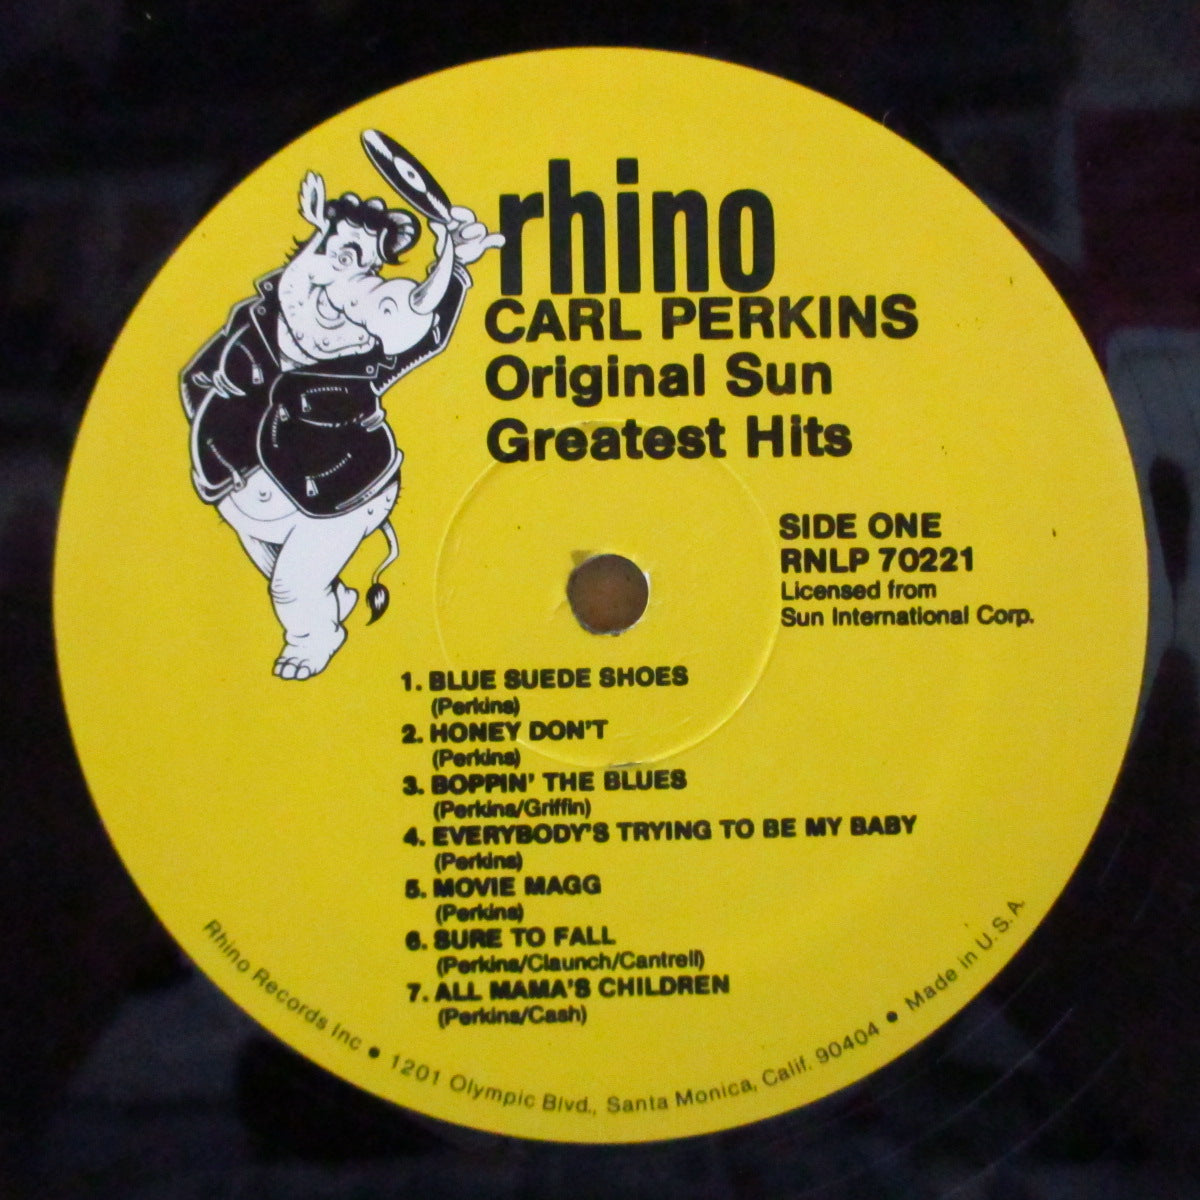 rhino
CARL PERKINS
Original Sun
Greatest Hits
SIDE ONE
RNLP 70221
Licensed from
Sun International Corp.
1. BLUE SUEDE SHOES
(Perkins)
2. HONEY DON'T
(Perkins)
3. BOPPIN' THE BLUES
(Perkins/Griffin)
4. EVERYBODY'S TRYING TO BE MY BABY
(Perkins)
5. MOVIE MAGG
(Perkins)
6. SURE TO FALL
(Perkins/Claunch/Cantrell)
7. ALL MAMA'S CHILDREN
(Perkins/Cash)
Rhino Records Inc • 1201 Olympic Blvd., Santa Monica, Calif. 90404 • Made in U.S.A.